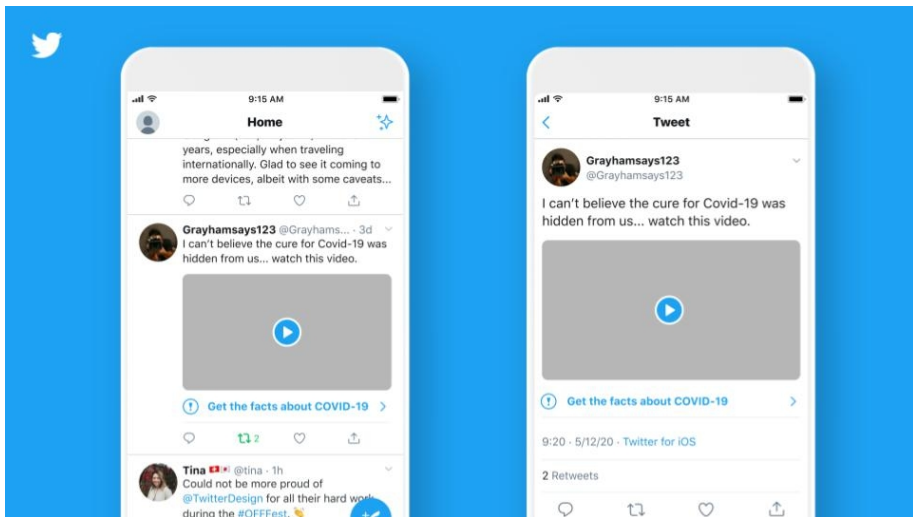 9:15 AM
Home
years, especially when traveling
internationally. Glad to see it coming to
more devices, albeit with some caveats...
Grayhamsays123 @Grayhams... · 3d
I can't believe the cure for Covid-19 was
hidden from us... watch this video.
Get the facts about COVID-19
2
Tina @tina · 1h
Could not be more proud of
@TwitterDesign for all their hard work
during the #OFFFest.
9:15 AM
Tweet
Grayhamsays123
@Grayhamsays123
I can't believe the cure for Covid-19 was
hidden from us... watch this video.
Get the facts about COVID-19
9:20 · 5/12/20 · Twitter for iOS
2 Retweets